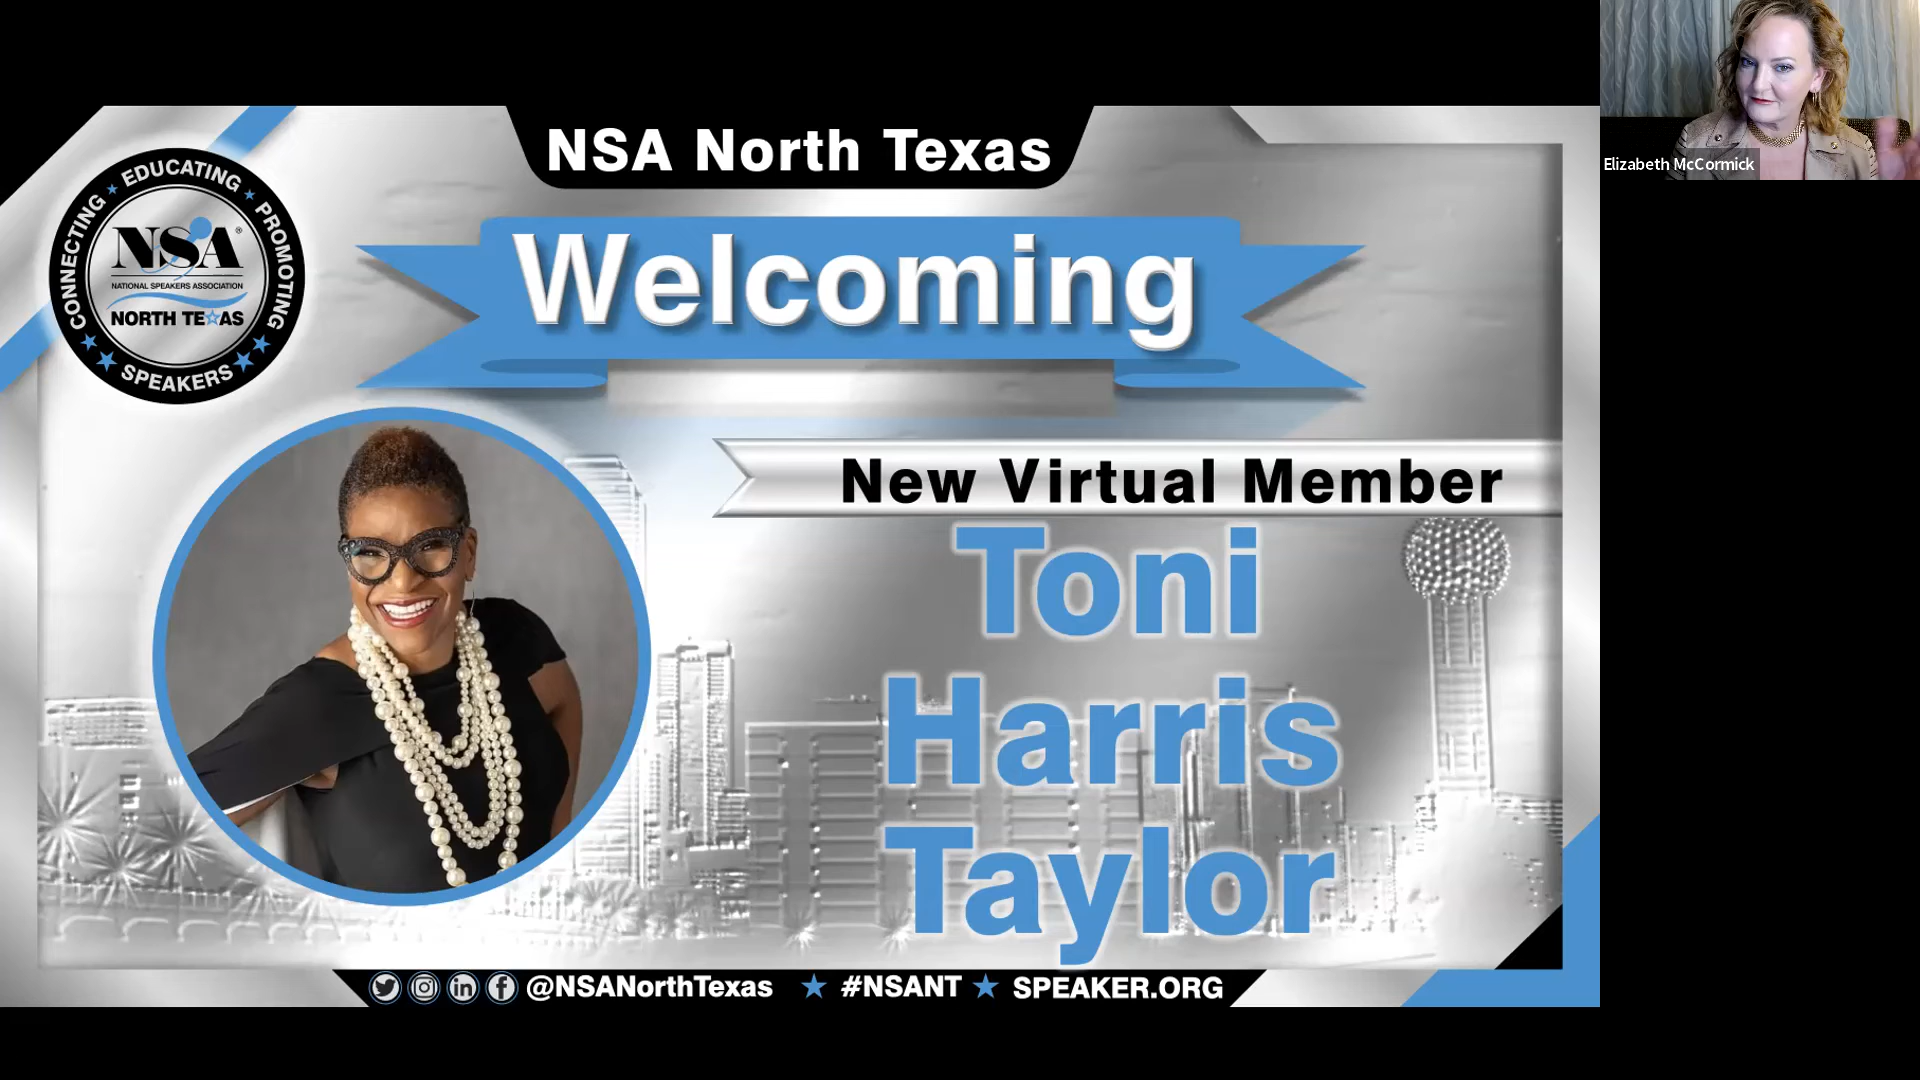 NSA North Texas
CONNECTING ★ EDUCATING ★ PROMOTING
NSA®
NATIONAL SPEAKERS ASSOCIATION
NORTH TEXAS
SPEAKERS
Welcoming
New Virtual Member
Toni
Harris
Taylor
@NSANorthTexas ★ #NSANT ★ SPEAKER.ORG
Elizabeth McCormick